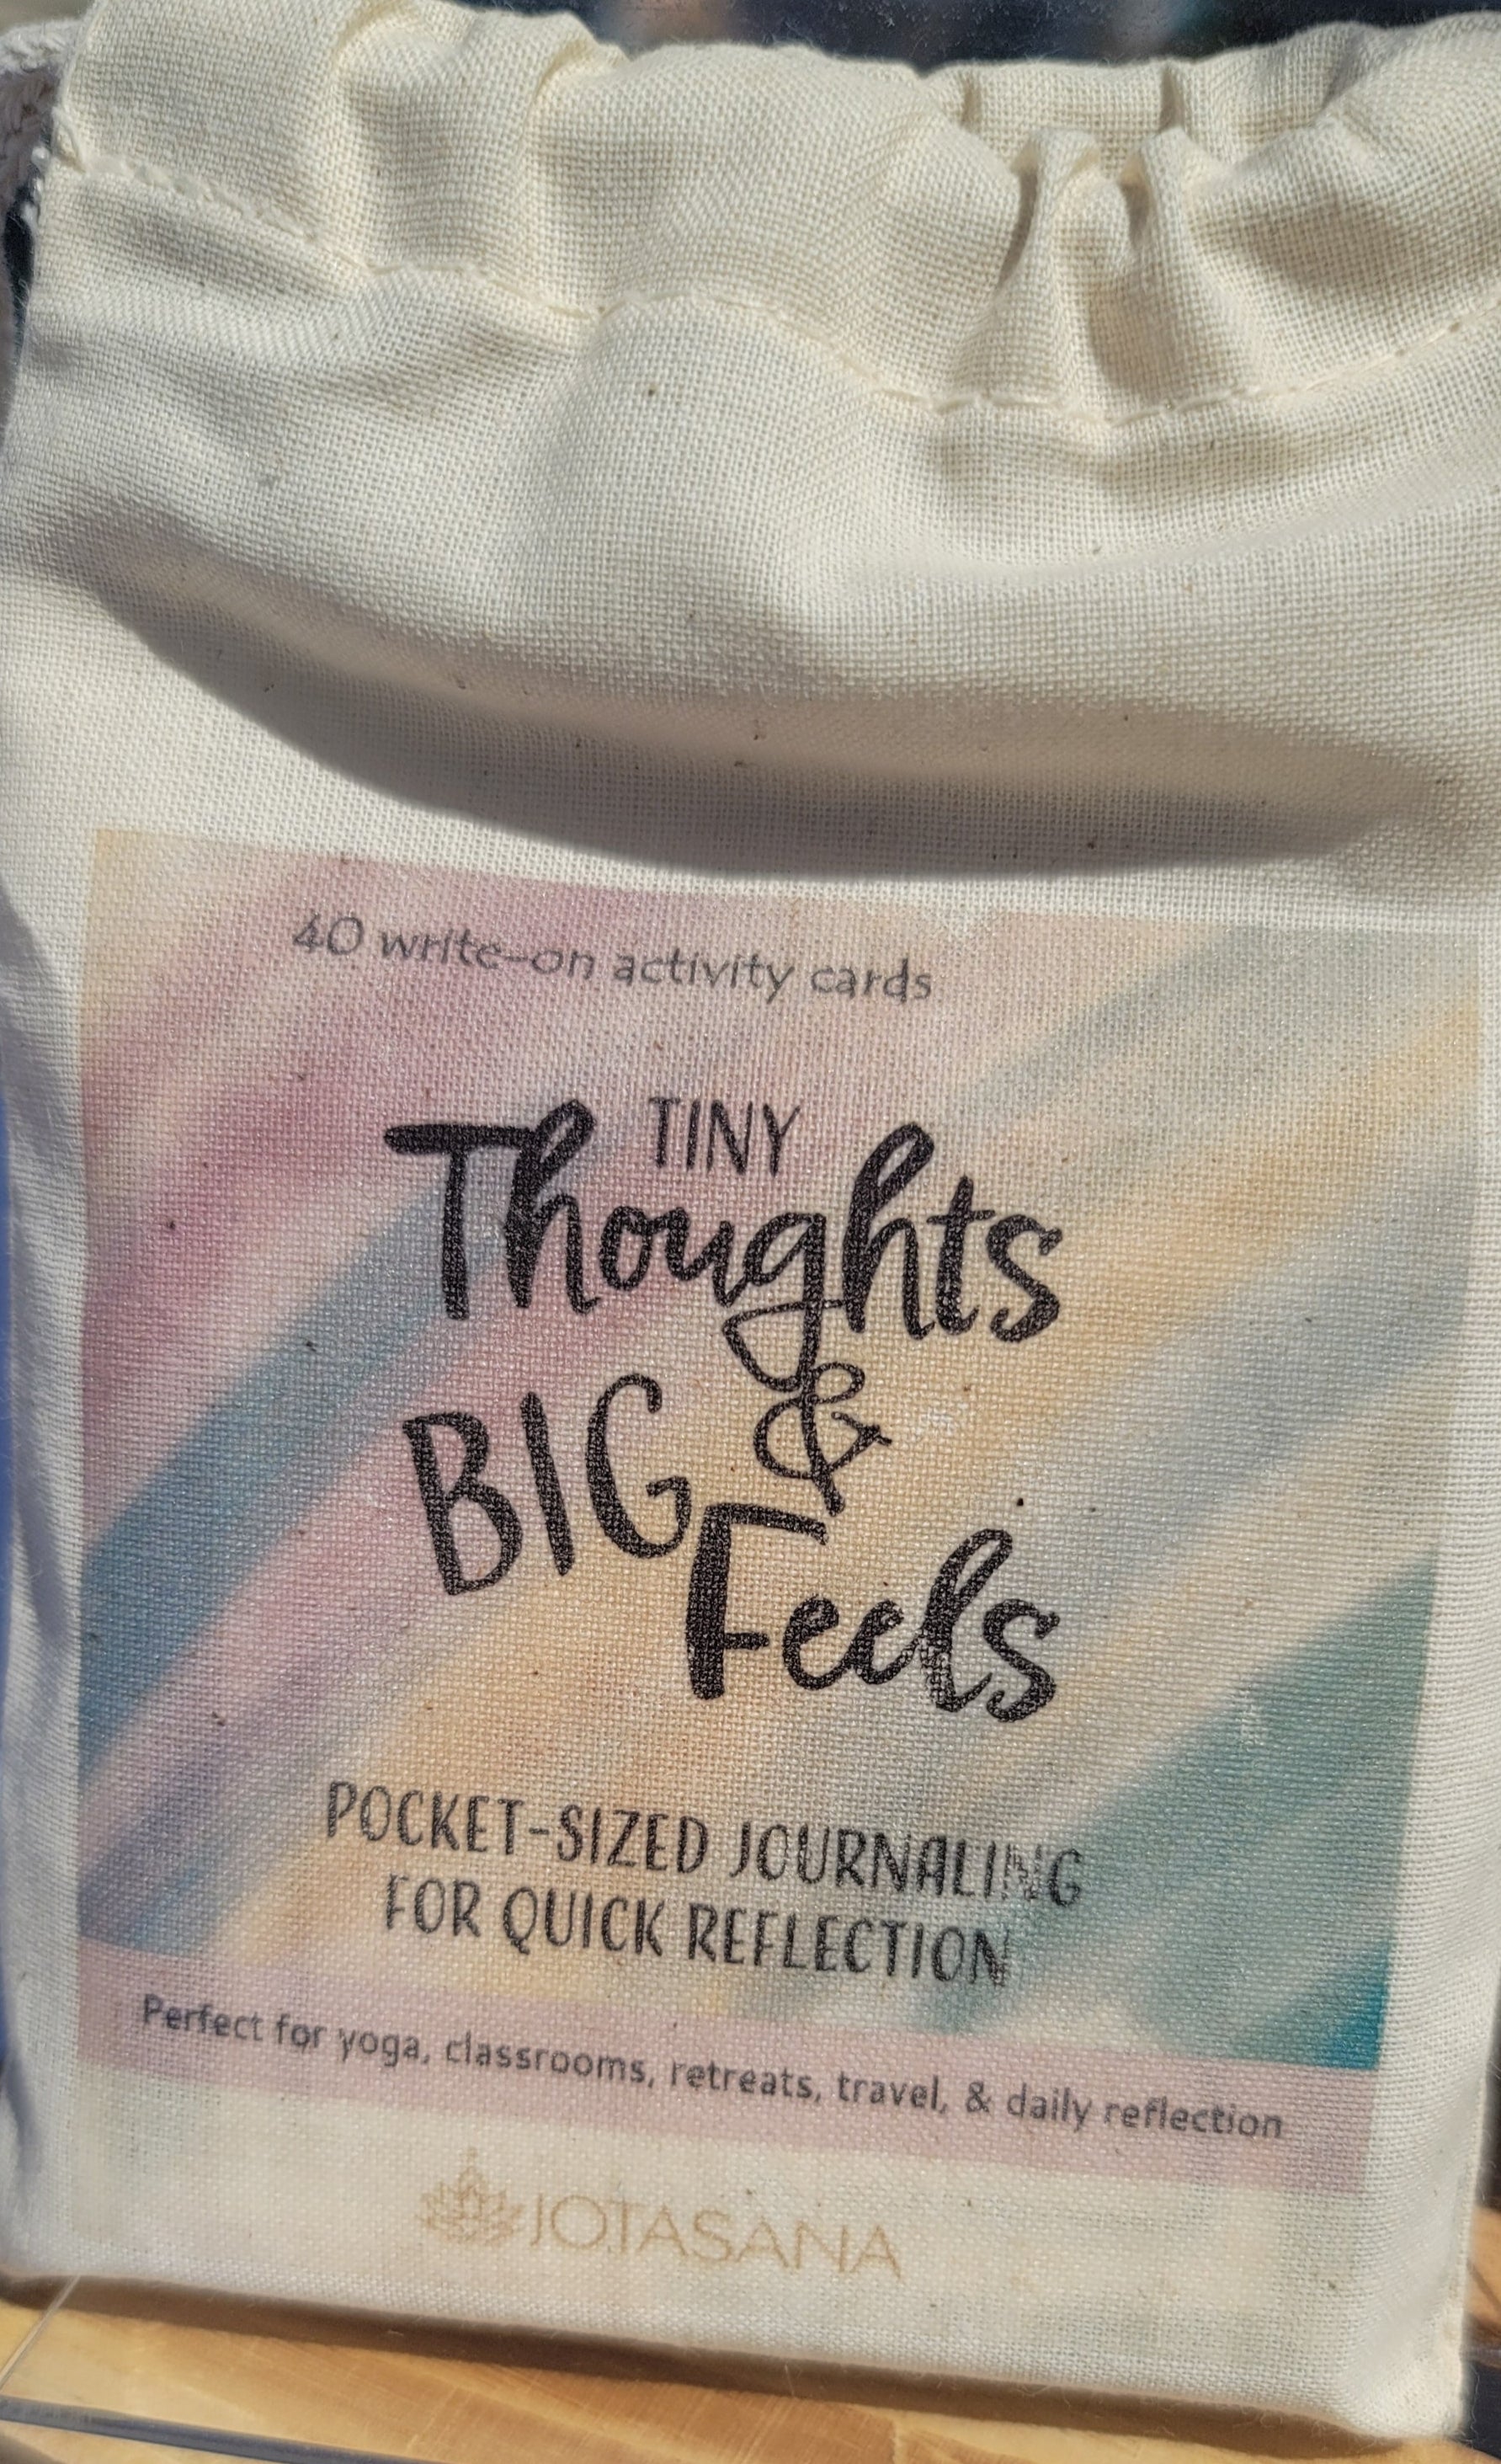 40 write-on activity cards
TINY
Thoughts
&
BIG
Feels
POCKET-SIZED JOURNALING
FOR QUICK REFLECTION
Perfect for yoga, classrooms, retreats, travel, & daily reflection
JOTASANA